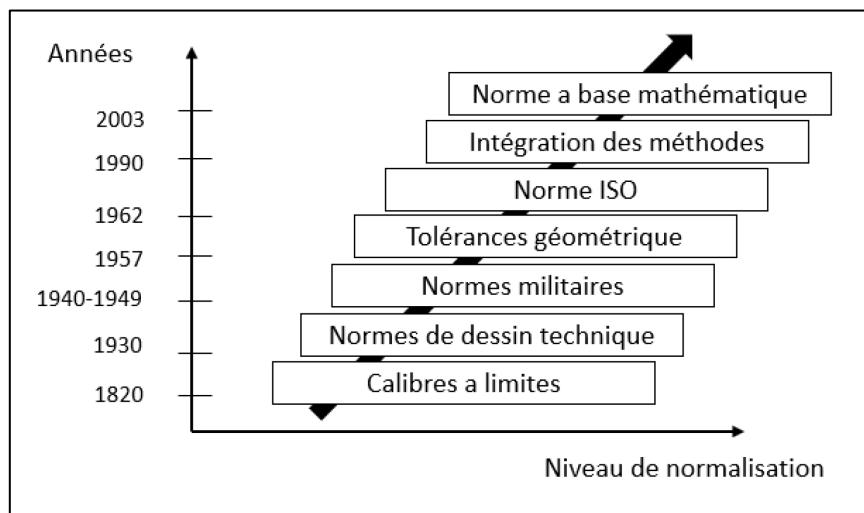 Années
Norme a base mathématique
2003
Intégration des méthodes
1990
Norme ISO
1962
Tolérances géométrique
1957
Normes militaires
1940-1949
Normes de dessin technique
1930
Calibres a limites
1820
Niveau de normalisation